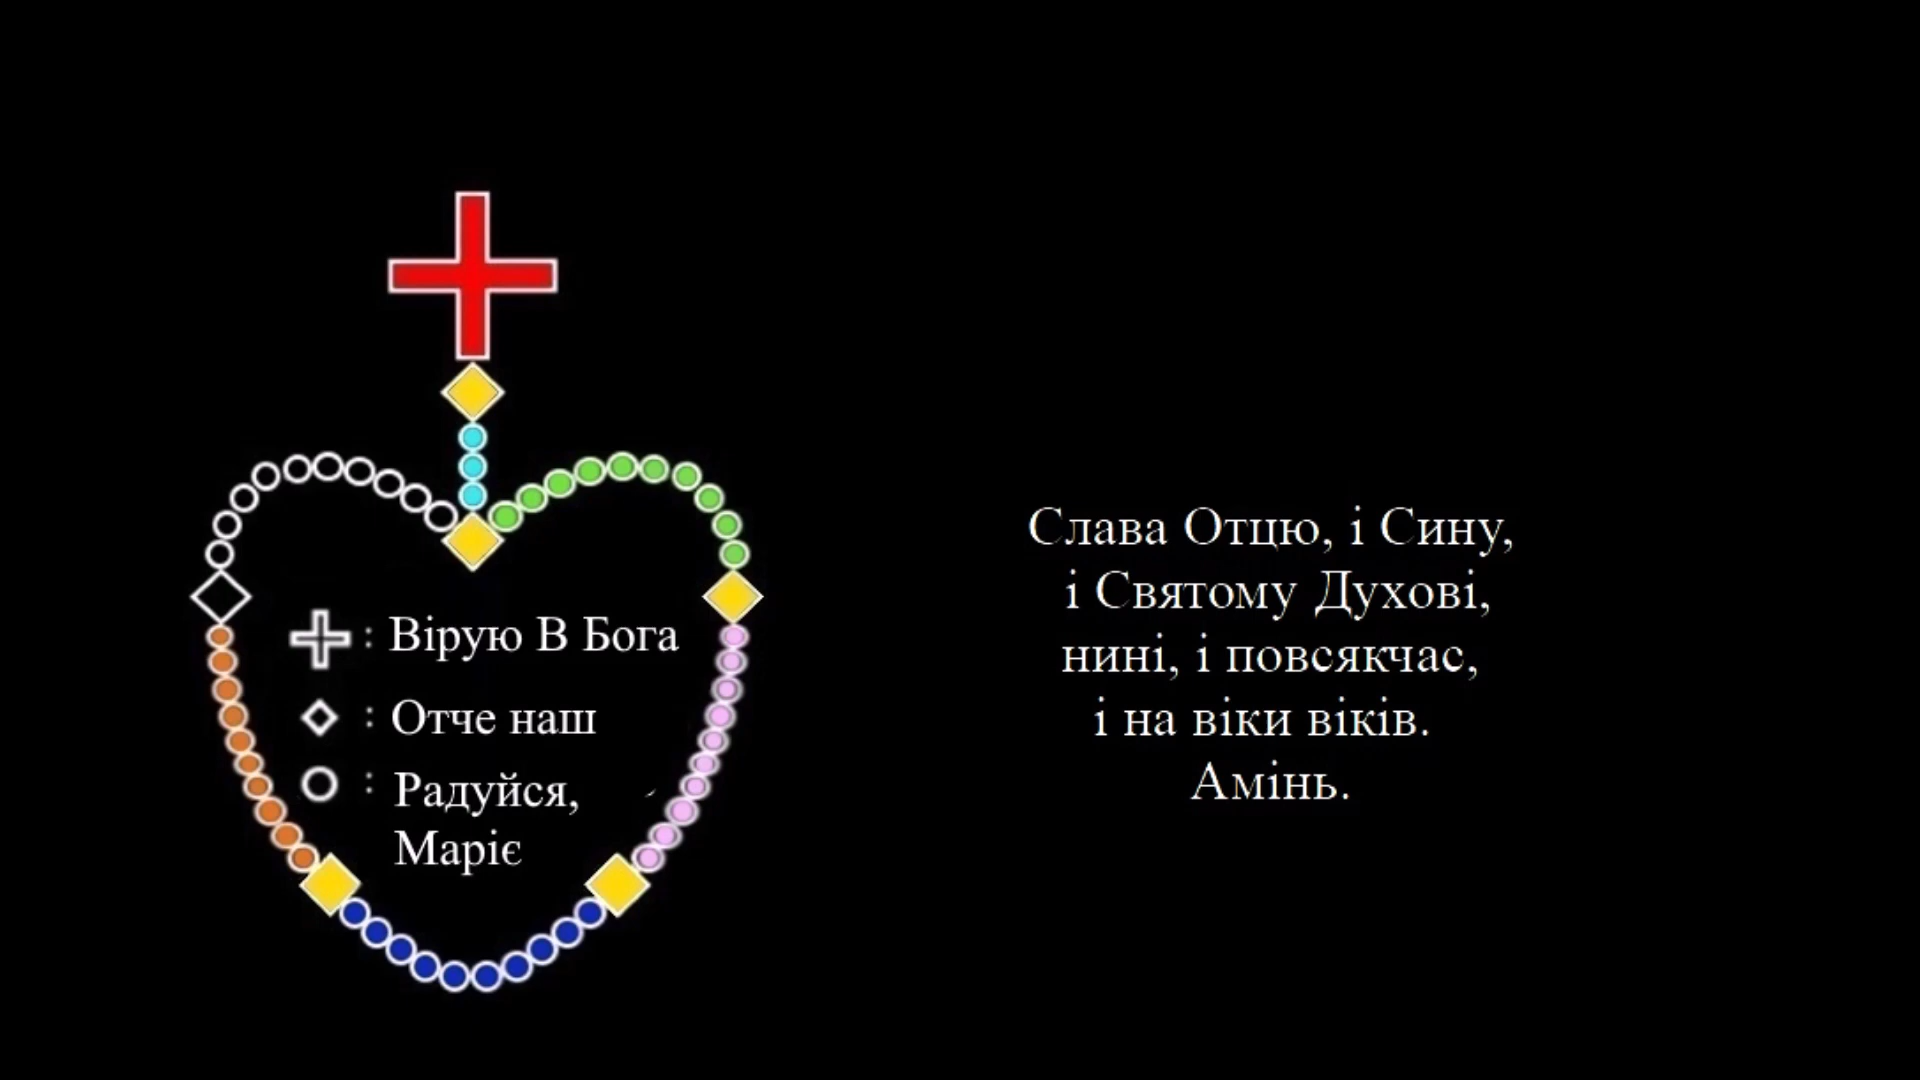 : Вірую В Бога
: Отче наш
: Радуйся,
Маріє
Слава Отцю, і Сину,
і Святому Духові,
нині, і повсякчас,
і на віки віків.
Амінь.